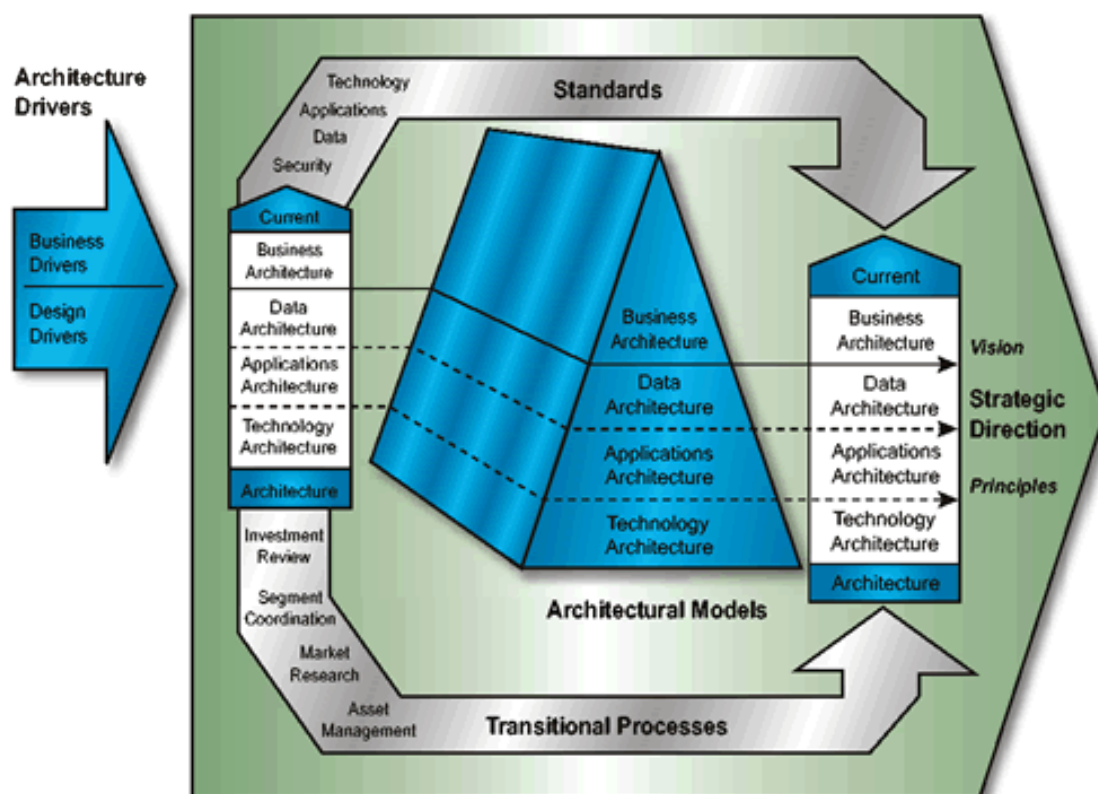 Architecture
Drivers
Business
Drivers
Design
Drivers
Technology
Applications
Data
Security
Standards
Current
Business
Architecture
Data
Architecture
Applications
Architecture
Technology
Architecture
Architecture
Investment
Review
Segment
Coordination
Market
Research
Asset
Management
Transitional Processes
Business
Architecture
Data
Architecture
Applications
Architecture
Technology
Architecture
Architectural Models
Current
Business
Architecture
Data
Architecture
Applications
Architecture
Technology
Architecture
Architecture
Vision
Strategic
Direction
Principles